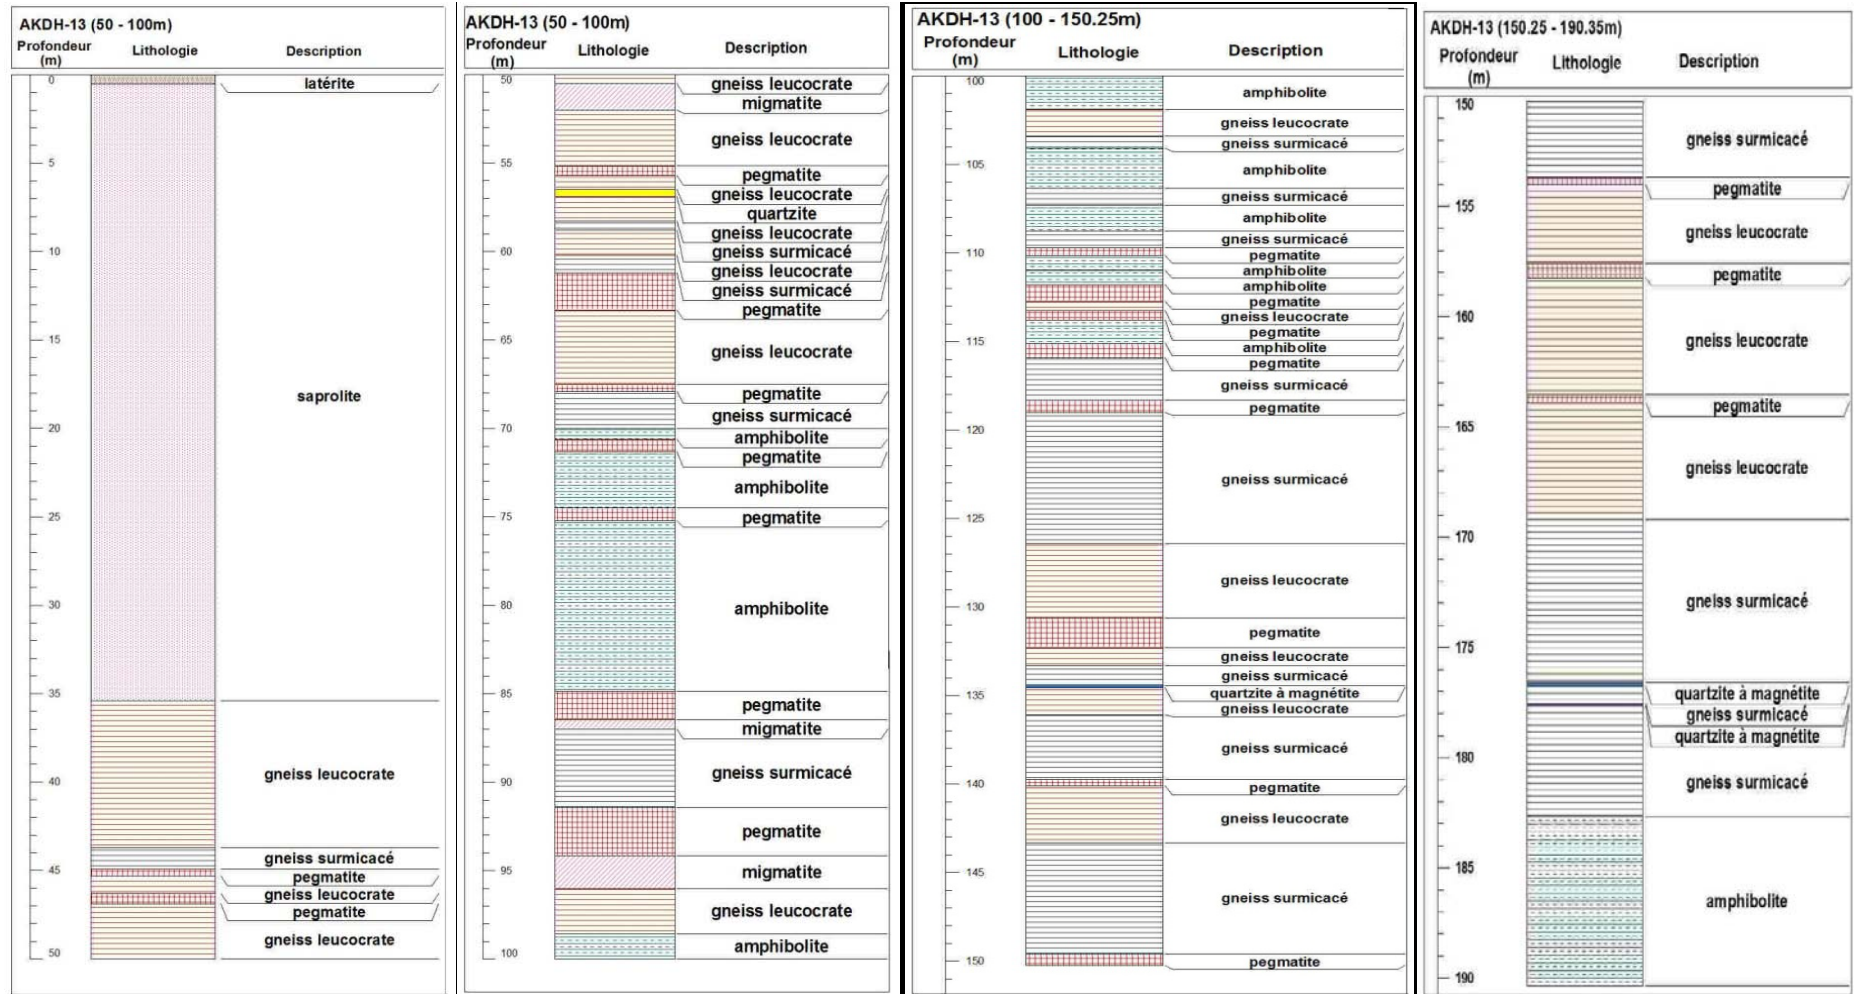 AKDH-13 (50 - 100m)
Profondeur (m) Lithologie Description
0
latérite
5
10
15
saprolite
20
25
30
35
gneiss leucocrate
40
gneiss surmicacé
45
pegmatite
gneiss leucocrate
pegmatite
gneiss leucocrate
50
AKDH-13 (50 - 100m)
Profondeur (m) Lithologie Description
50
gneiss leucocrate
migmatite
gneiss leucocrate
55
pegmatite
gneiss leucocrate
quartzite
gneiss leucocrate
60
gneiss surmicacé
gneiss leucocrate
gneiss surmicacé
pegmatite
65
gneiss leucocrate
pegmatite
gneiss surmicacé
70
amphibolite
pegmatite
amphibolite
75
pegmatite
80
amphibolite
85
pegmatite
migmatite
gneiss surmicacé
90
pegmatite
95
migmatite
gneiss leucocrate
amphibolite
100
AKDH-13 (100 - 150.25m)
Profondeur (m) Lithologie Description
100
amphibolite
gneiss leucocrate
gneiss surmicacé
105
amphibolite
gneiss surmicacé
amphibolite
gneiss surmicacé
110
pegmatite
amphibolite
amphibolite
pegmatite
gneiss leucocrate
pegmatite
115
amphibolite
pegmatite
gneiss surmicacé
pegmatite
120
gneiss surmicacé
125
gneiss leucocrate
130
pegmatite
gneiss leucocrate
gneiss surmicacé
135
quartzite à magnétite
gneiss leucocrate
gneiss surmicacé
140
pegmatite
gneiss leucocrate
145
gneiss surmicacé
150
pegmatite
AKDH-13 (150.25 - 190.35m)
Profondeur (m) Lithologie Description
150
gneiss surmicacé
pegmatite
155
gneiss leucocrate
pegmatite
160
gneiss leucocrate
pegmatite
165
gneiss leucocrate
170
gneiss surmicacé
175
quartzite à magnétite
gneiss surmicacé
quartzite à magnétite
180
gneiss surmicacé
185
amphibolite
190